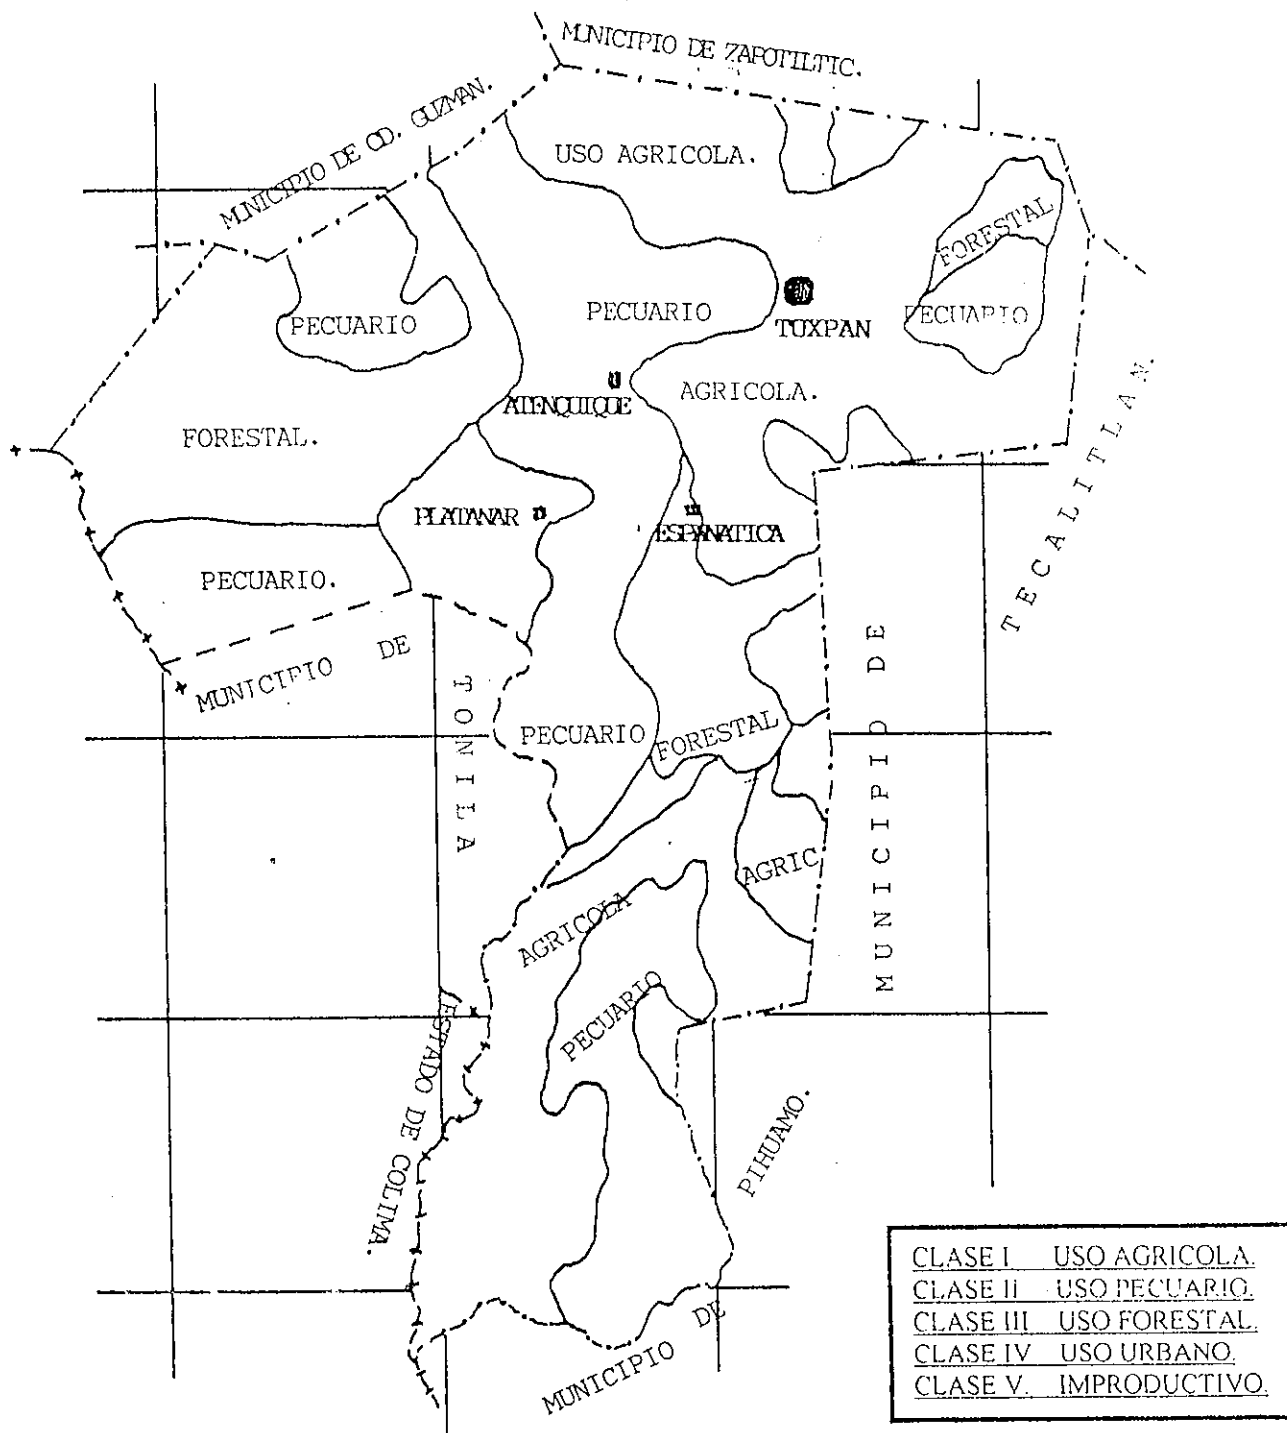 MUNICIPIO DE ZAPOTILTIC.
MUNICIPIO DE CD. GUZMAN.
USO AGRICOLA.
FORESTAL
PECUARIO
PECUARIO
TUXPAN
PECUARIO
ATENQUIQUE
AGRICOLA.
FORESTAL.
PLATANAR
ESPANATICA
PECUARIO.
MUNICIPIO DE
TONILA
MUNICIPIO DE
TECALITLAN.
PECUARIO
FORESTAL
AGRIC
AGRICOLA
PECUARIO
ESTADO DE COLIMA.
PIHUAMO.
MUNICIPIO DE
CLASE I USO AGRICOLA.
CLASE II USO PECUARIO.
CLASE III USO FORESTAL.
CLASE IV USO URBANO.
CLASE V. IMPRODUCTIVO.